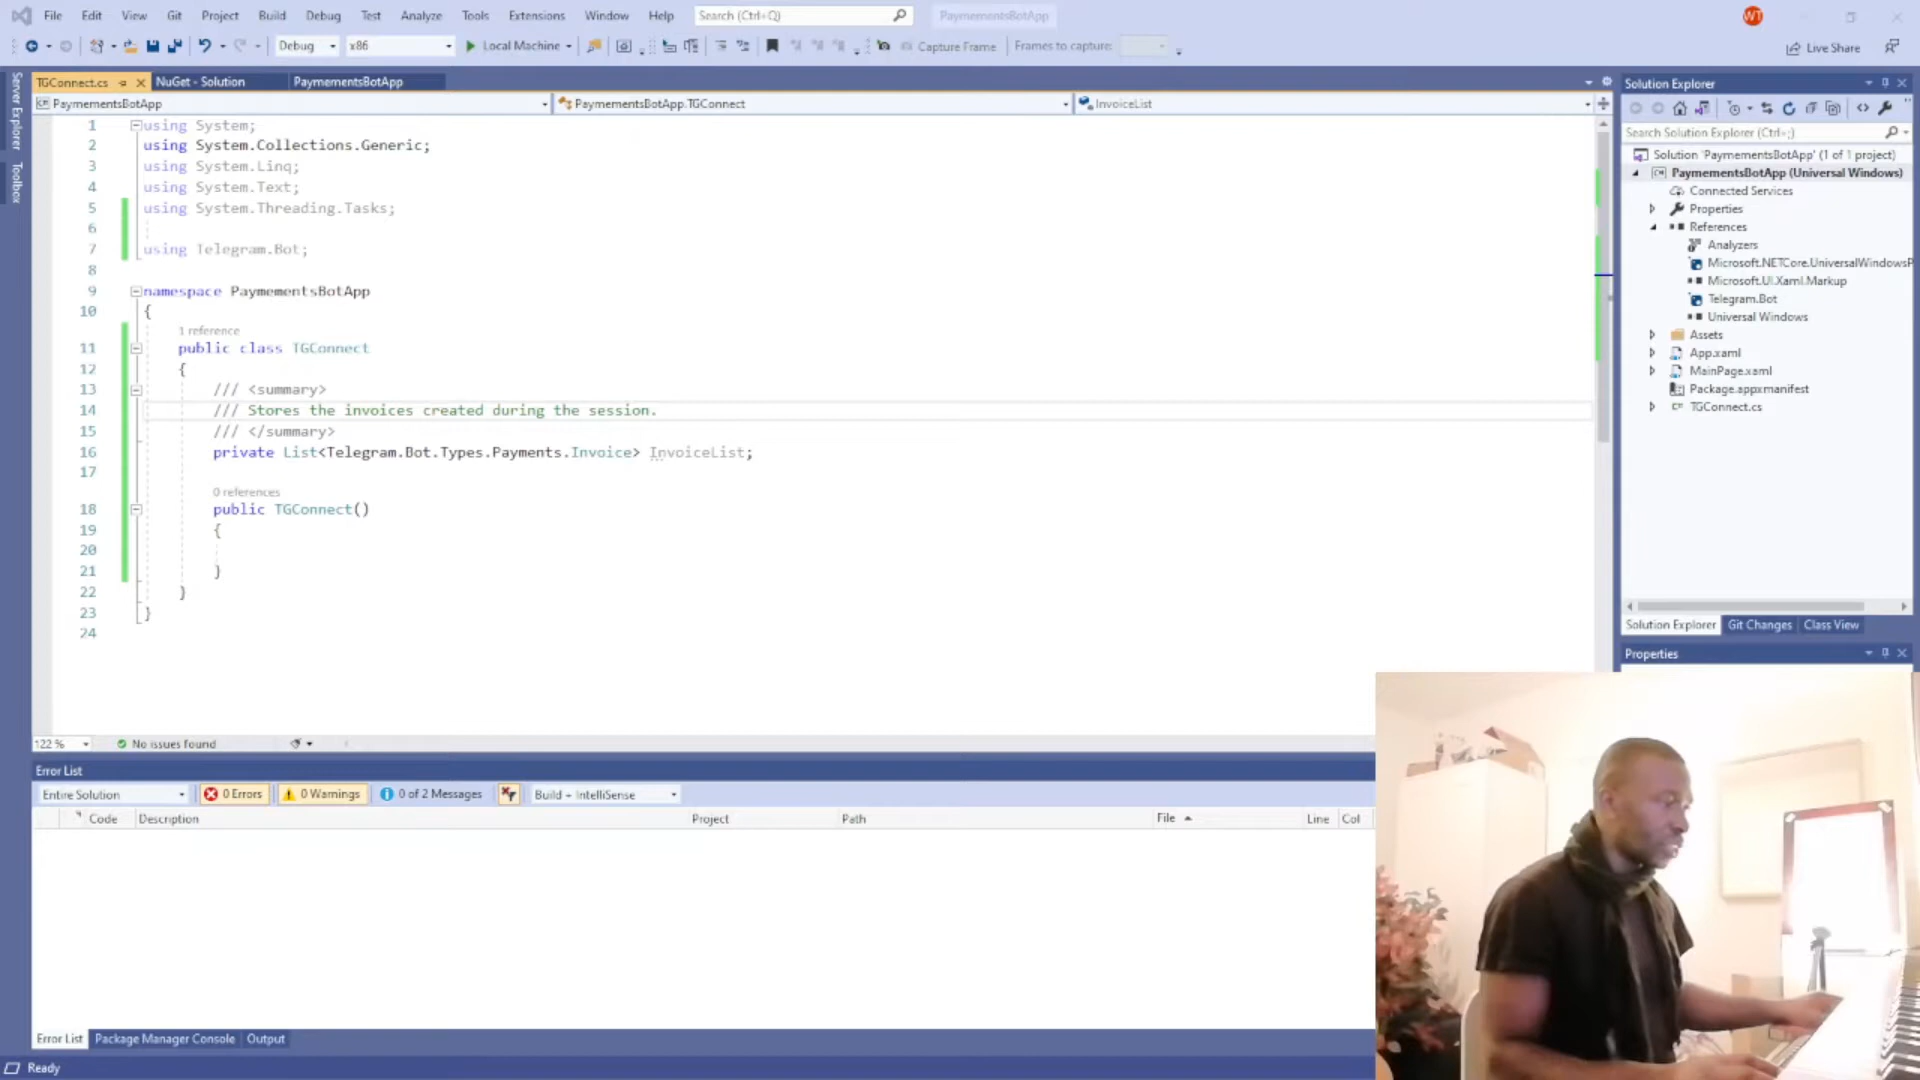 File Edit View Git Project Build Debug Test Analyze Tools Extensions Window Help Search (Ctrl+Q) PaymementsBotApp WT
Debug x86 Local Machine Capture Frame Frames to capture: Live Share
Server Explorer
Toolbox
TGConnect.cs NuGet - Solution PaymementsBotApp
PaymementsBotApp PaymementsBotApp.TGConnect InvoiceList
1 using System;
2 using System.Collections.Generic;
3 using System.Linq;
4 using System.Text;
5 using System.Threading.Tasks;
6
7 using Telegram.Bot;
8
9 namespace PaymementsBotApp
10 {
1 reference
11 public class TGConnect
12 {
13 /// <summary>
14 /// Stores the invoices created during the session.
15 /// </summary>
16 private List<Telegram.Bot.Types.Payments.Invoice> InvoiceList;
17
0 references
18 public TGConnect()
19 {
20
21 }
22 }
23 }
24
122 % No issues found
Error List
Entire Solution 0 Errors 0 Warnings 0 of 2 Messages Build + IntelliSense
Code Description Project Path File Line Col
Error List Package Manager Console Output
Ready
Solution Explorer
Search Solution Explorer (Ctrl+;)
Solution 'PaymementsBotApp' (1 of 1 project)
PaymementsBotApp (Universal Windows)
Connected Services
Properties
References
Analyzers
Microsoft.NETCore.UniversalWindowsP
Microsoft.UI.Xaml.Markup
Telegram.Bot
Universal Windows
Assets
App.xaml
MainPage.xaml
Package.appxmanifest
TGConnect.cs
Solution Explorer Git Changes Class View
Properties